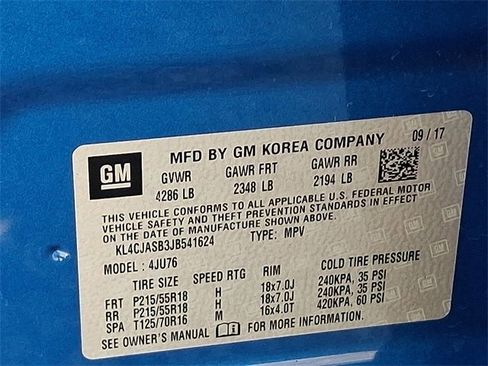 09 / 17
MFD BY GM KOREA COMPANY
GM
GVWR GAWR FRT GAWR RR
4286 LB 2348 LB 2194 LB
THIS VEHICLE CONFORMS TO ALL APPLICABLE U.S. FEDERAL MOTOR
VEHICLE SAFETY, BUMPER, AND THEFT PREVENTION STANDARDS
IN EFFECT ON THE DATE OF MANUFACTURE SHOWN ABOVE.
KL4CJASB3JB541624 TYPE: MPV
MODEL: 4JU76
TIRE SIZE SPEED RTG RIM COLD TIRE PRESSURE
FRT P215/55R18 H 18x7.0J 240KPA, 35 PSI
RR P215/55R18 H 18x7.0J 240KPA, 35 PSI
SPA T125/70R16 M 16x4.0T 420KPA, 60 PSI
SEE OWNER'S MANUAL FOR MORE INFORMATION.